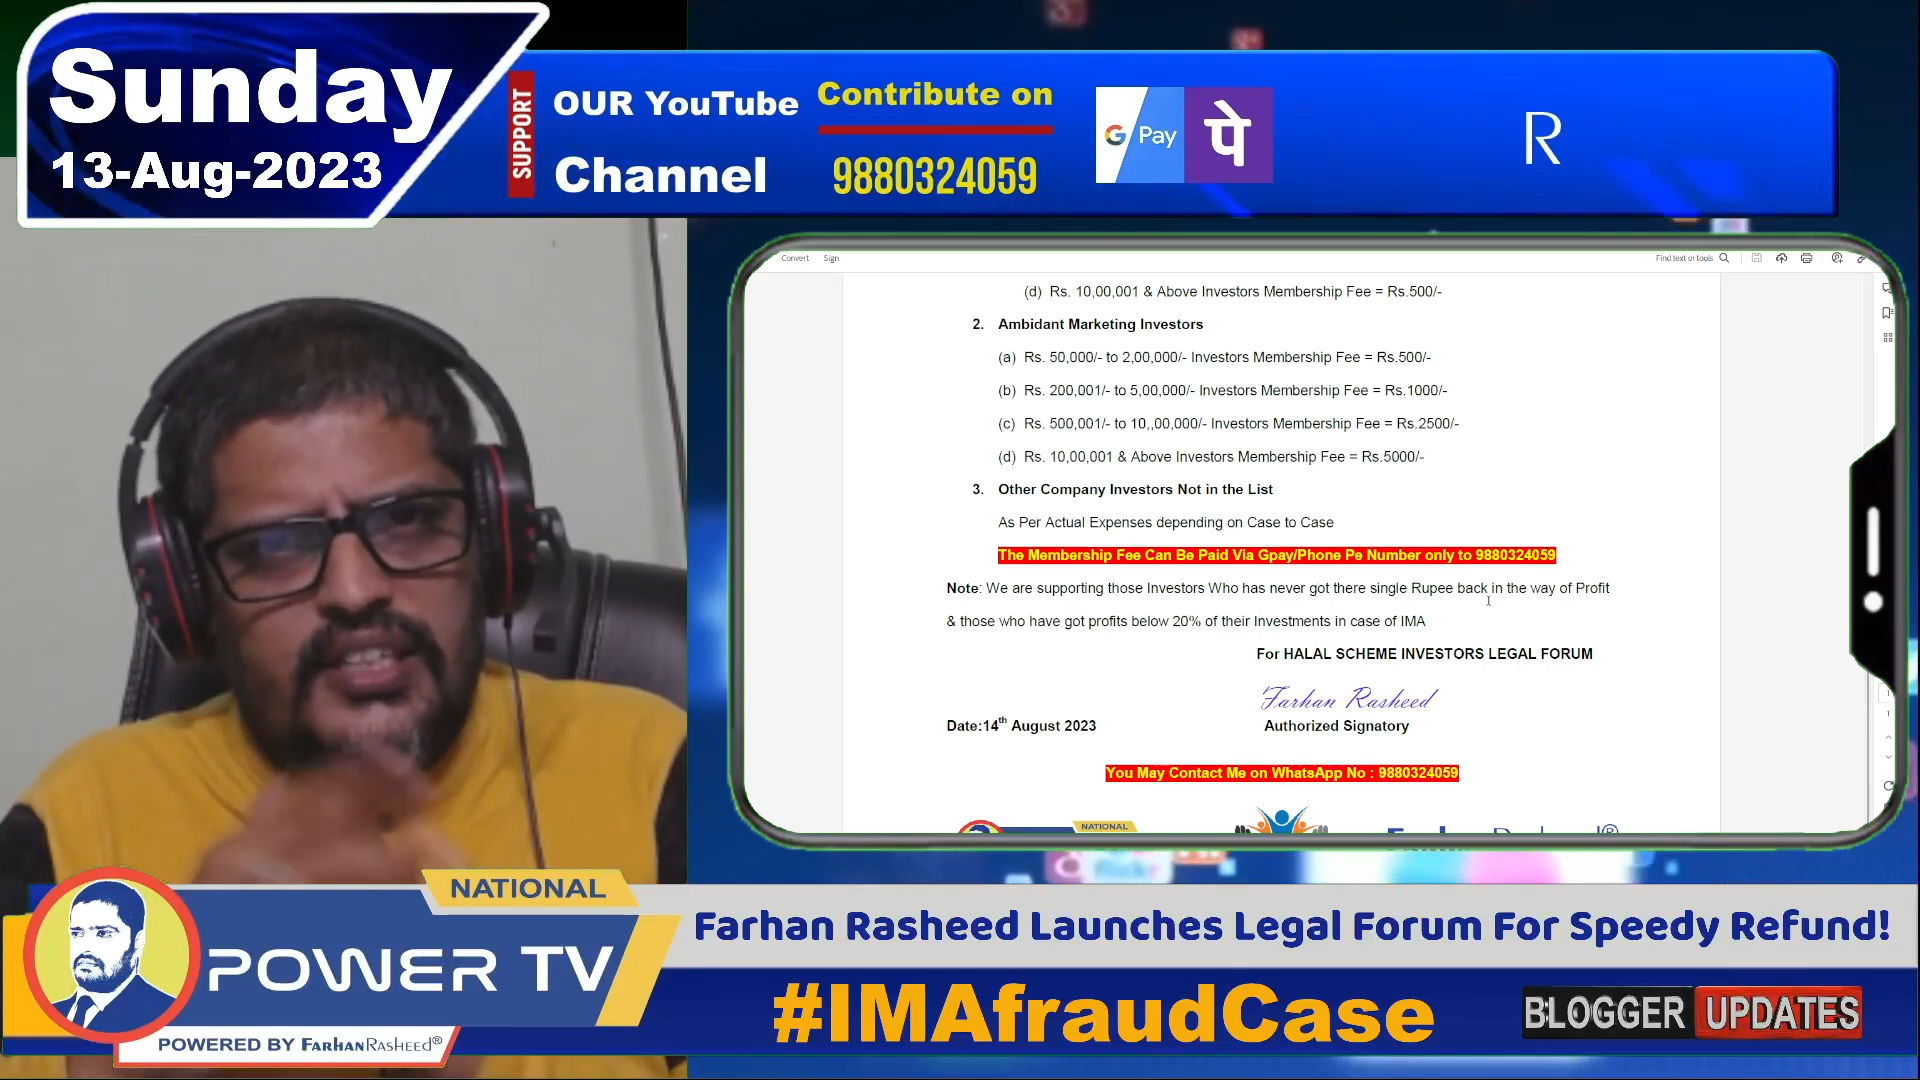 Sunday
13-Aug-2023
SUPPORT
OUR YouTube
Channel
Contribute on
9880324059
G Pay
पे
R
Convert Sign
Find text or tools
(d) Rs. 10,00,001 & Above Investors Membership Fee = Rs.500/-
2. Ambidant Marketing Investors
(a) Rs. 50,000/- to 2,00,000/- Investors Membership Fee = Rs.500/-
(b) Rs. 200,001/- to 5,00,000/- Investors Membership Fee = Rs.1000/-
(c) Rs. 500,001/- to 10,,00,000/- Investors Membership Fee = Rs.2500/-
(d) Rs. 10,00,001 & Above Investors Membership Fee = Rs.5000/-
3. Other Company Investors Not in the List
As Per Actual Expenses depending on Case to Case
The Membership Fee Can Be Paid Via Gpay/Phone Pe Number only to 9880324059
Note: We are supporting those Investors Who has never got there single Rupee back in the way of Profit
& those who have got profits below 20% of their Investments in case of IMA
For HALAL SCHEME INVESTORS LEGAL FORUM
Farhan Rasheed
Date:14th August 2023
Authorized Signatory
You May Contact Me on WhatsApp No : 9880324059
NATIONAL
NATIONAL
POWER TV
POWERED BY FARHANRASHEED®
Farhan Rasheed Launches Legal Forum For Speedy Refund!
#IMAfraudCase
BLOGGER UPDATES